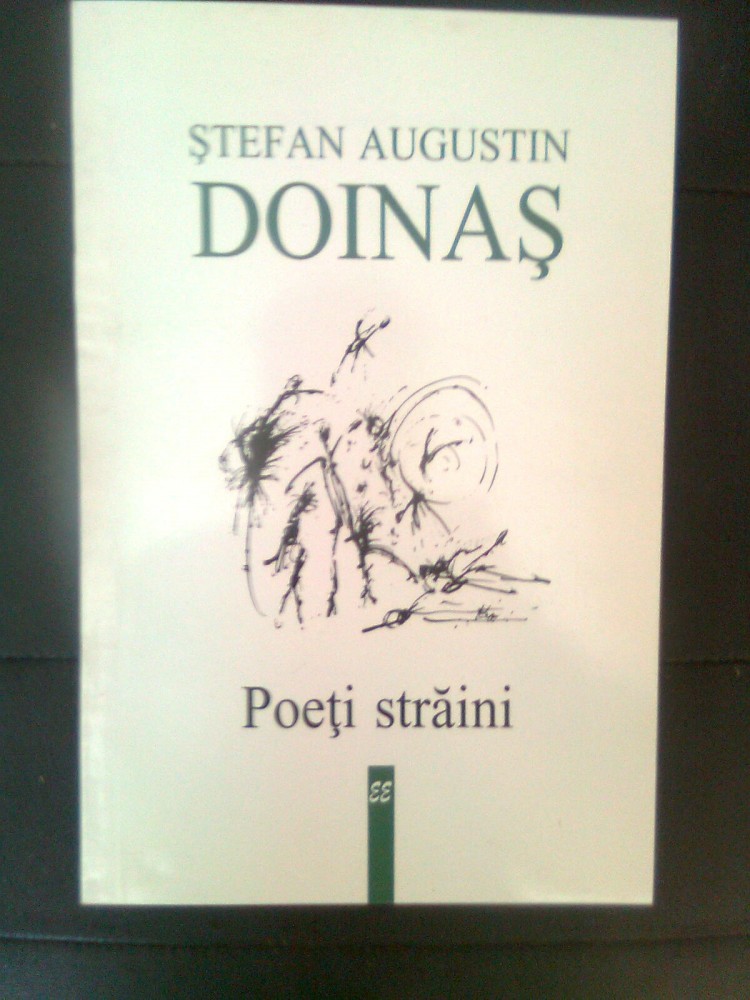 ŞTEFAN AUGUSTIN
DOINAŞ
Poeţi străini
EE